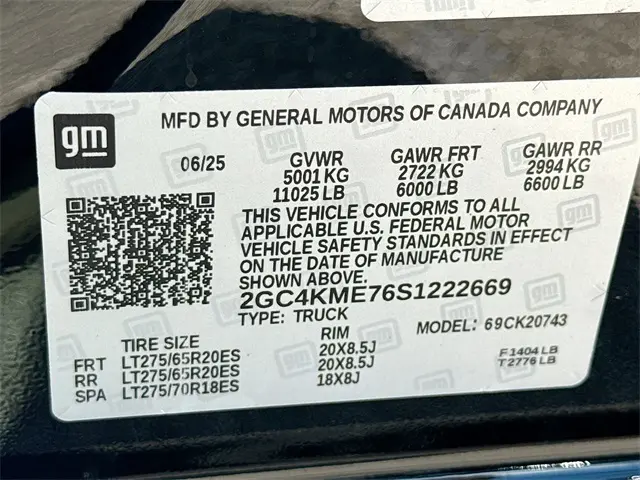 gm
MFD BY GENERAL MOTORS OF CANADA COMPANY
06/25 GVWR GAWR FRT GAWR RR
5001 KG 2722 KG 2994 KG
11025 LB 6000 LB 6600 LB
THIS VEHICLE CONFORMS TO ALL
APPLICABLE U.S. FEDERAL MOTOR
VEHICLE SAFETY STANDARDS IN EFFECT
ON THE DATE OF MANUFACTURE
SHOWN ABOVE.
2GC4KME76S1222669
TYPE: TRUCK MODEL: 69CK20743
TIRE SIZE RIM
FRT LT275/65R20ES 20X8.5J F1404 LB
RR LT275/65R20ES 20X8.5J T2776 LB
SPA LT275/70R18ES 18X8J